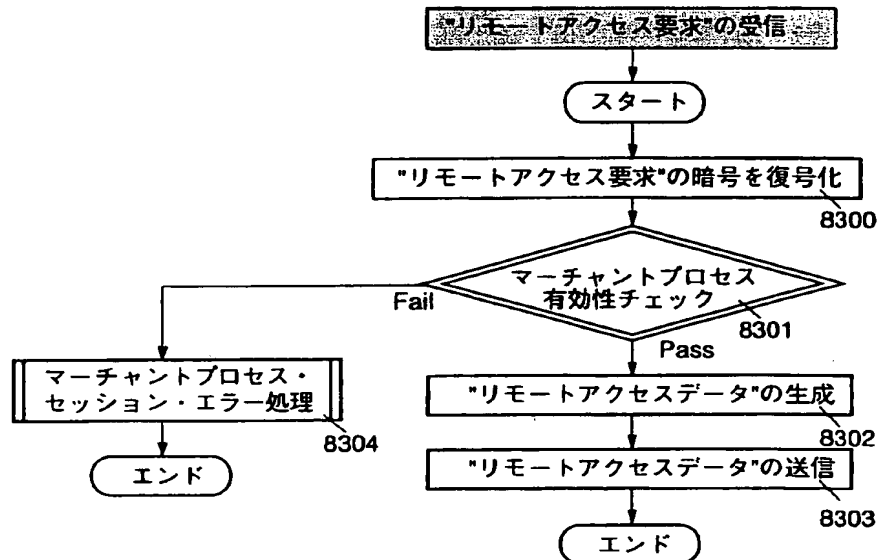 "リモートアクセス要求"の受信
スタート
"リモートアクセス要求"の暗号を復号化
8300
マーチャントプロセス
有効性チェック
8301
Fail
Pass
マーチャントプロセス・
セッション・エラー処理
8304
エンド
"リモートアクセスデータ"の生成
8302
"リモートアクセスデータ"の送信
8303
エンド